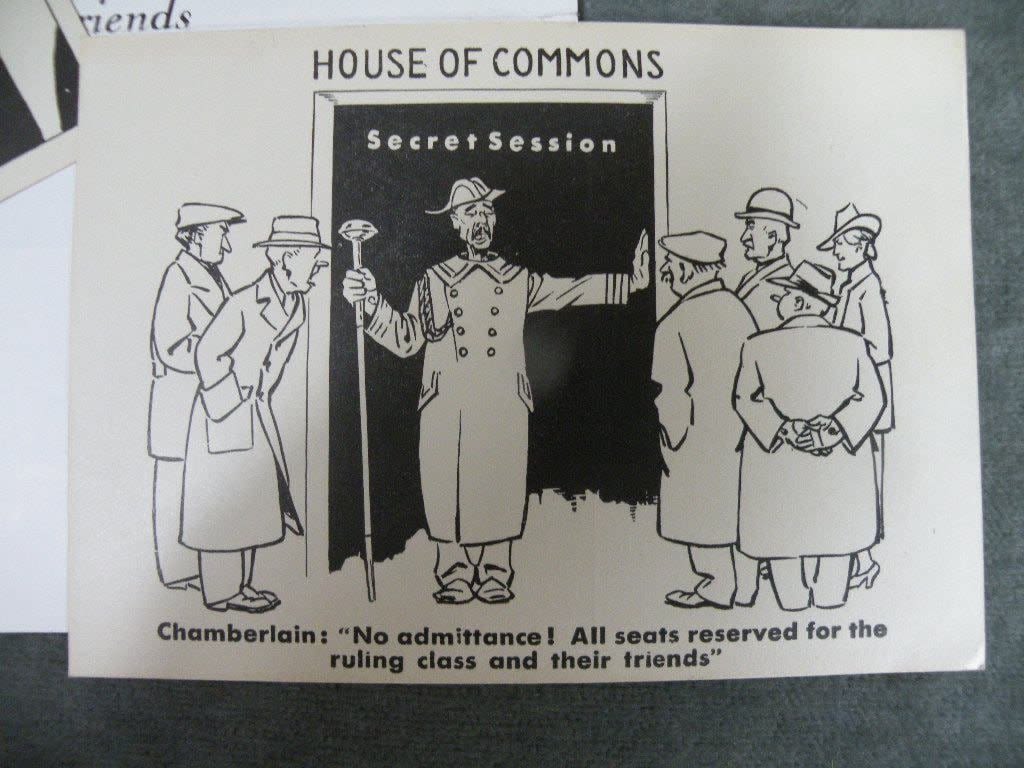 riends
HOUSE OF COMMONS
Secret Session
Chamberlain: "No admittance! All seats reserved for the
ruling class and their friends"